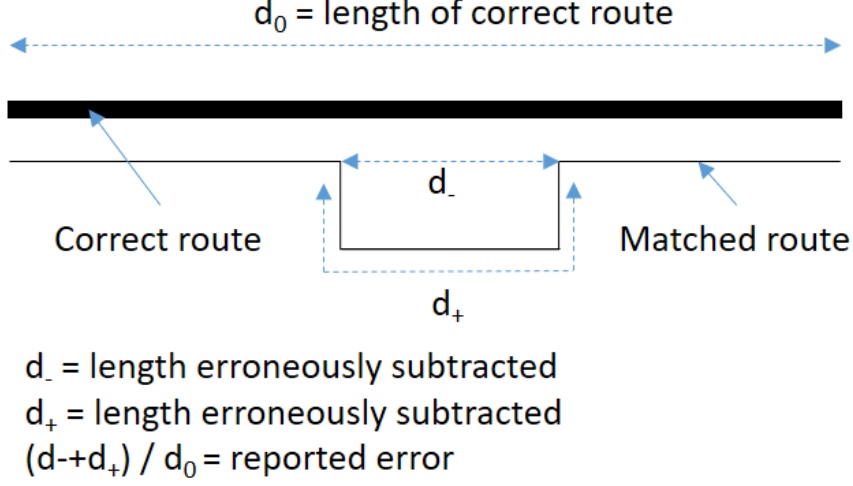 d₀ = length of correct route
d₋
Correct route
Matched route
d₊
d₋ = length erroneously subtracted
d₊ = length erroneously subtracted
(d-+d₊) / d₀ = reported error